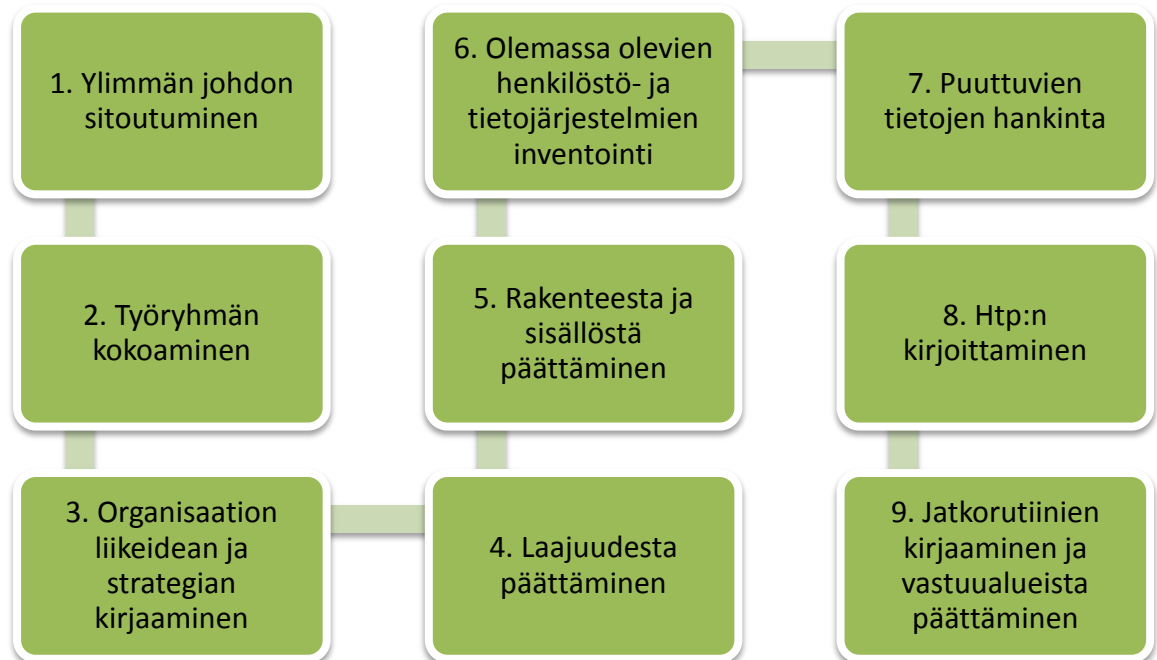 1. Ylimmän johdon
sitoutuminen
2. Työryhmän
kokoaminen
3. Organisaation
liikeidean ja
strategian
kirjaaminen
4. Laajuudesta
päättäminen
5. Rakenteesta ja
sisällöstä
päättäminen
6. Olemassa olevien
henkilöstö- ja
tietojärjestelmien
inventointi
7. Puuttuvien
tietojen hankinta
8. Htp:n
kirjoittaminen
9. Jatkorutiinien
kirjaaminen ja
vastuualueista
päättäminen